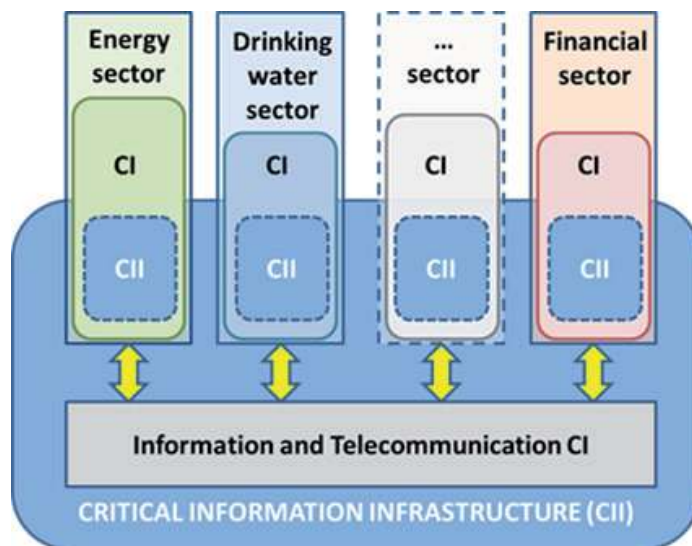 Energy
sector
Drinking
water
sector
...
sector
Financial
sector
CI
CI
CI
CI
CII
CII
CII
CII
Information and Telecommunication CI
CRITICAL INFORMATION INFRASTRUCTURE (CII)